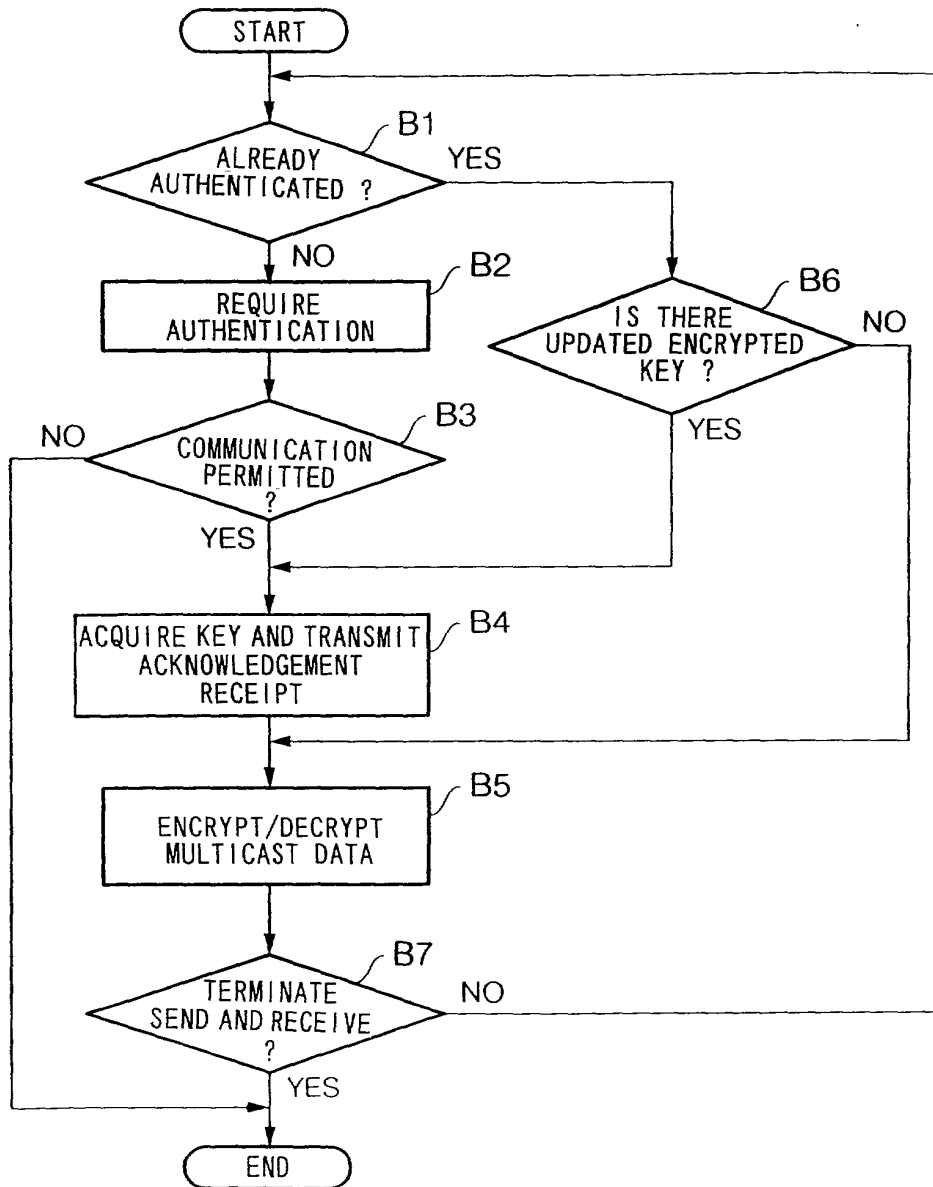 START
B1
ALREADY
AUTHENTICATED ?
YES
NO
B2
REQUIRE
AUTHENTICATION
B6
IS THERE
UPDATED ENCRYPTED
KEY ?
NO
YES
B3
NO
COMMUNICATION
PERMITTED
?
YES
B4
ACQUIRE KEY AND TRANSMIT
ACKNOWLEDGEMENT
RECEIPT
B5
ENCRYPT/DECRYPT
MULTICAST DATA
B7
TERMINATE
SEND AND RECEIVE
?
NO
YES
END